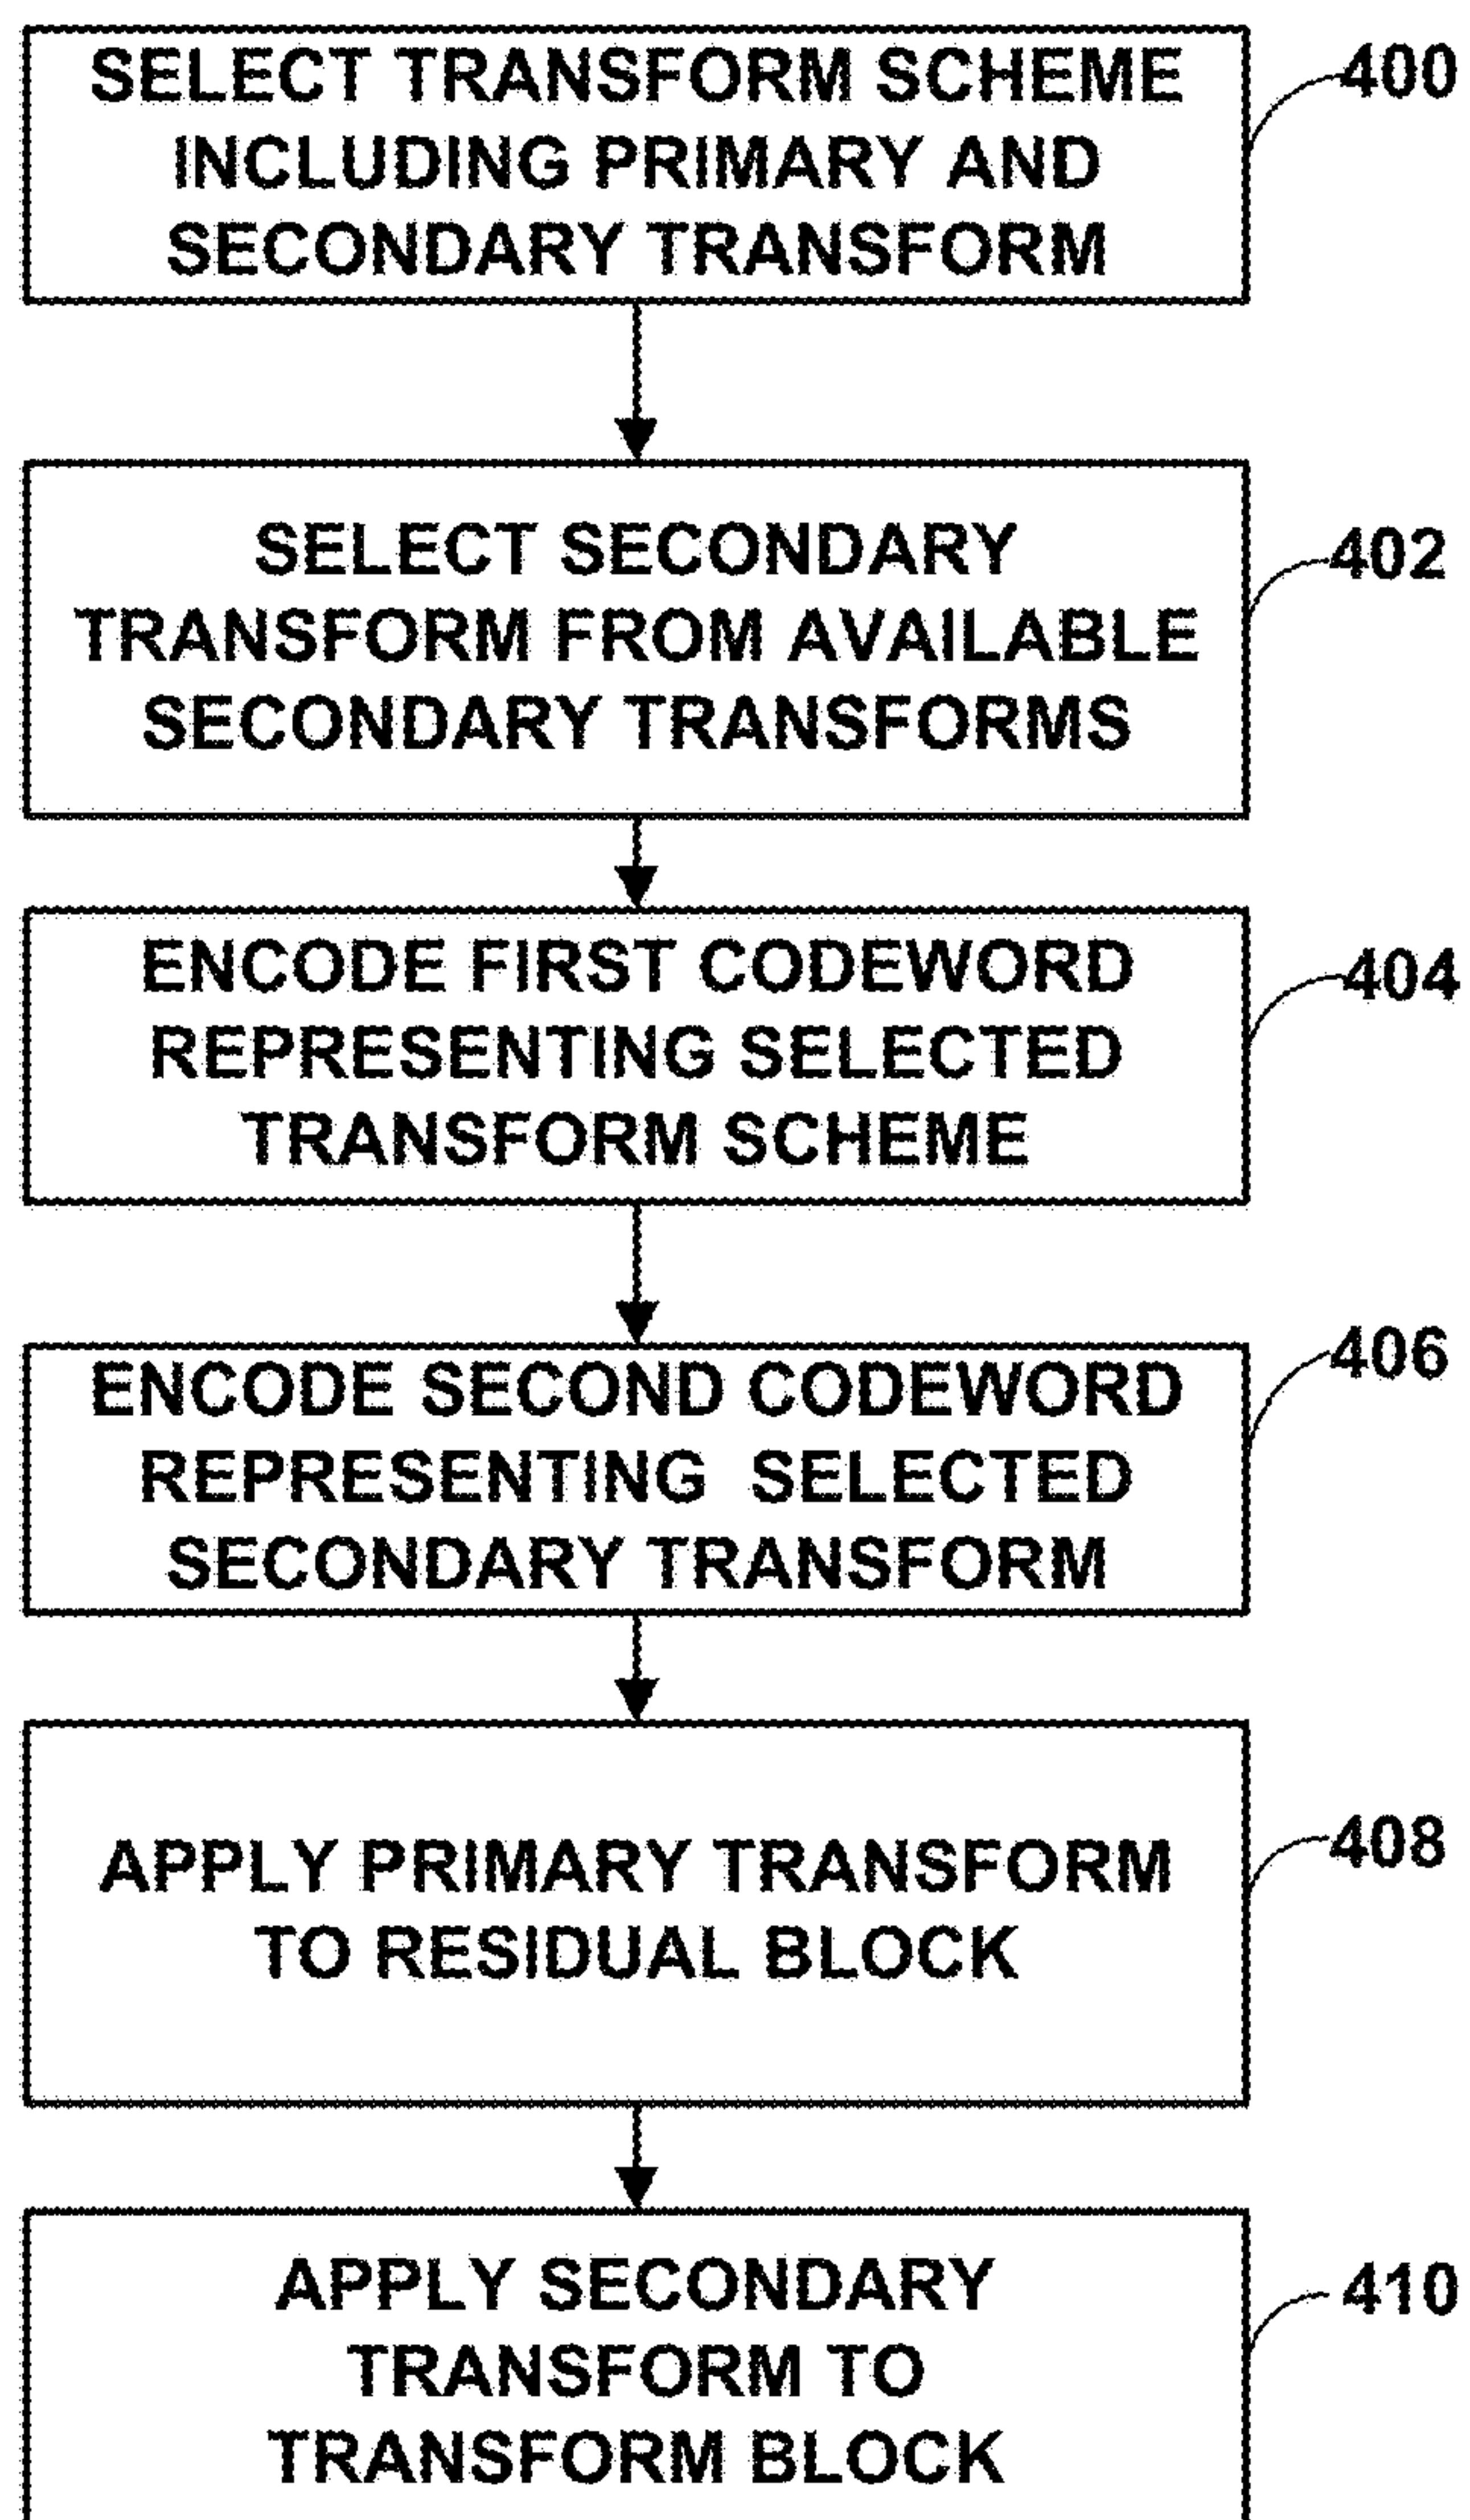 SELECT TRANSFORM SCHEME
INCLUDING PRIMARY AND
SECONDARY TRANSFORM
400
SELECT SECONDARY
TRANSFORM FROM AVAILABLE
SECONDARY TRANSFORMS
402
ENCODE FIRST CODEWORD
REPRESENTING SELECTED
TRANSFORM SCHEME
404
ENCODE SECOND CODEWORD
REPRESENTING SELECTED
SECONDARY TRANSFORM
406
APPLY PRIMARY TRANSFORM
TO RESIDUAL BLOCK
408
APPLY SECONDARY
TRANSFORM TO
TRANSFORM BLOCK
410